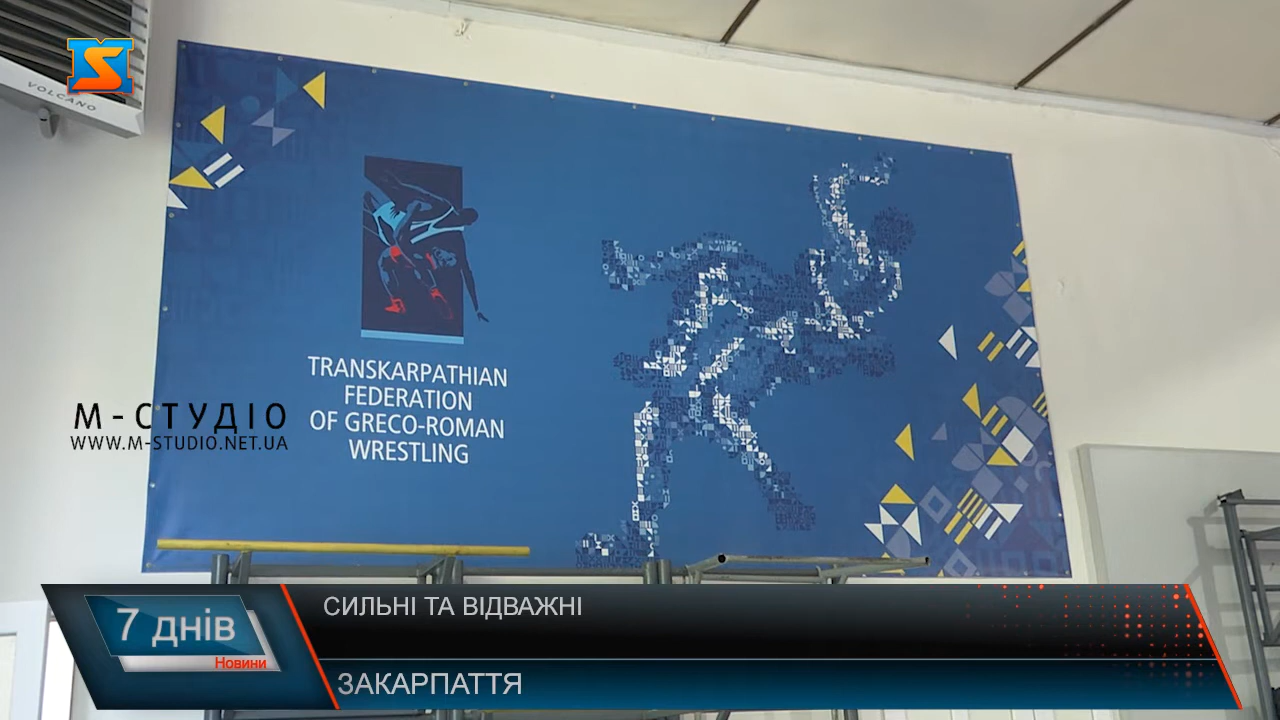 VOLCANO
TRANSKARPATHIAN
FEDERATION
OF GRECO-ROMAN
WRESTLING
М-СТУДІО
WWW.M-STUDIO.NET.UA
7 днів
Новини
СИЛЬНІ ТА ВІДВАЖНІ
ЗАКАРПАТТЯ